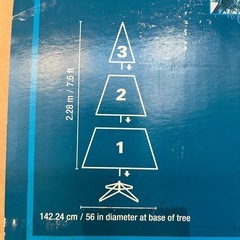 3
2
1
2.28 m / 7.5 ft
142.24 cm / 56 in diameter at base of tree